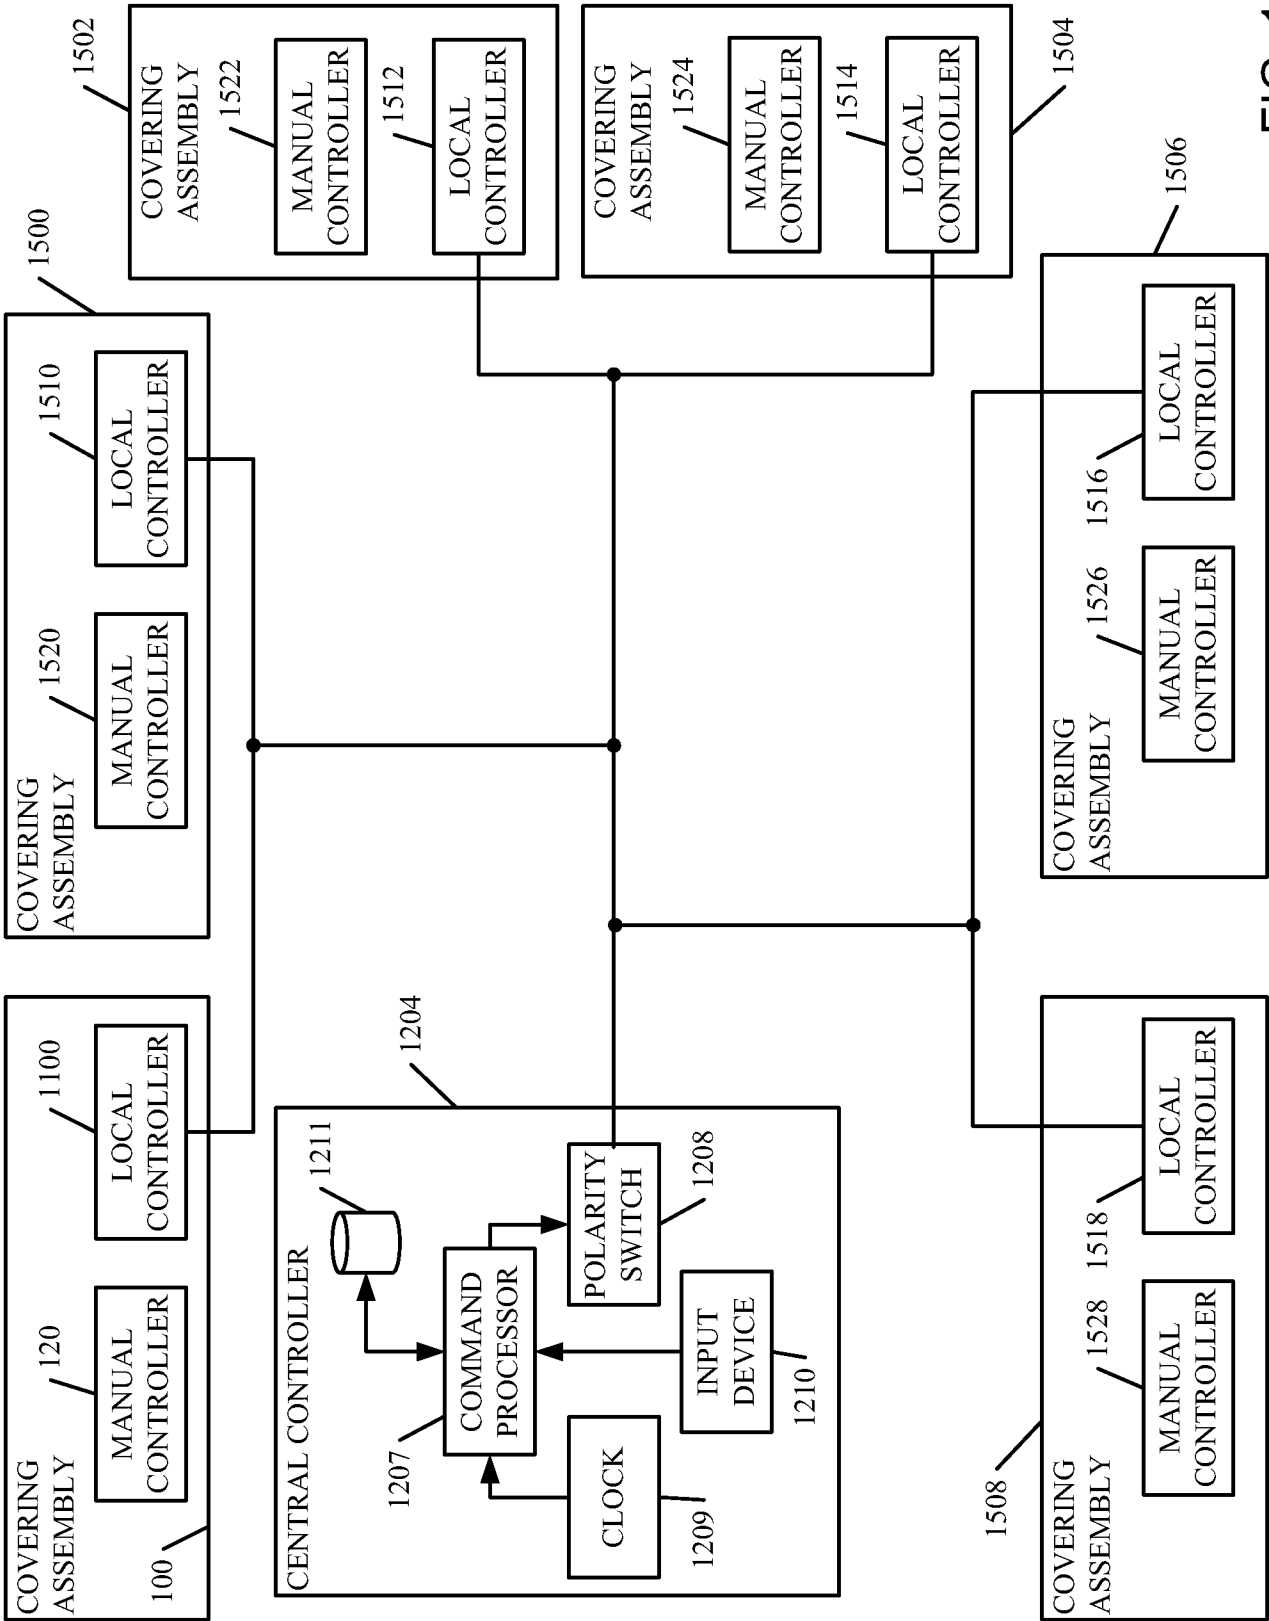 COVERING
ASSEMBLY
100
120
MANUAL
CONTROLLER
1100
LOCAL
CONTROLLER
COVERING
ASSEMBLY
1500
1520
MANUAL
CONTROLLER
1510
LOCAL
CONTROLLER
1502
COVERING
ASSEMBLY
1522
MANUAL
CONTROLLER
1512
LOCAL
CONTROLLER
CENTRAL CONTROLLER
1204
1211
1207
COMMAND
PROCESSOR
CLOCK
1209
POLARITY
SWITCH
1208
INPUT
DEVICE
1210
COVERING
ASSEMBLY
1524
MANUAL
CONTROLLER
1514
LOCAL
CONTROLLER
1504
1508
COVERING
ASSEMBLY
1528
MANUAL
CONTROLLER
1518
LOCAL
CONTROLLER
COVERING
ASSEMBLY
1526
MANUAL
CONTROLLER
1516
LOCAL
CONTROLLER
1506
FIG.